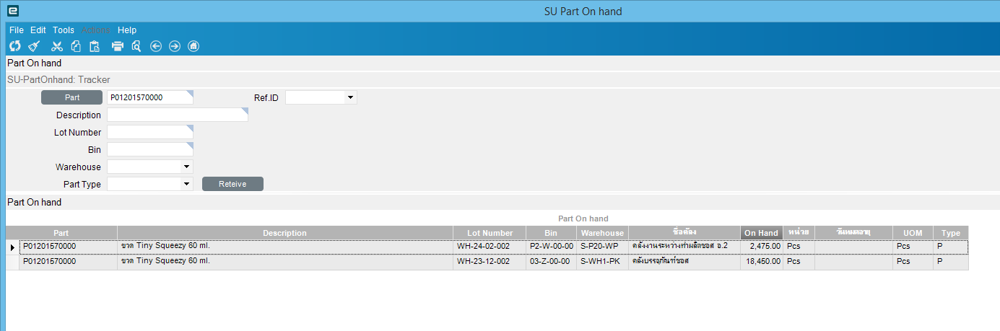 SU Part On hand
File Edit Tools Actions Help
Part On hand
SU-PartOnhand: Tracker
Part P01201570000 Ref.ID
Description
Lot Number
Bin
Warehouse
Part Type Reteive
Part On hand
Part On hand
Part Description Lot Number Bin Warehouse ชื่อคลัง On Hand หน่วย วันหมดอายุ UOM Type
P01201570000 ขวด Tiny Squeezy 60 ml. WH-24-02-002 P2-W-00-00 S-P20-WP คลังงานระหว่างทำผลิตซอส อ.2 2,475.00 Pcs Pcs P
P01201570000 ขวด Tiny Squeezy 60 ml. WH-23-12-002 03-Z-00-00 S-WH1-PK คลังบรรจุภัณฑ์ซอส 18,450.00 Pcs Pcs P